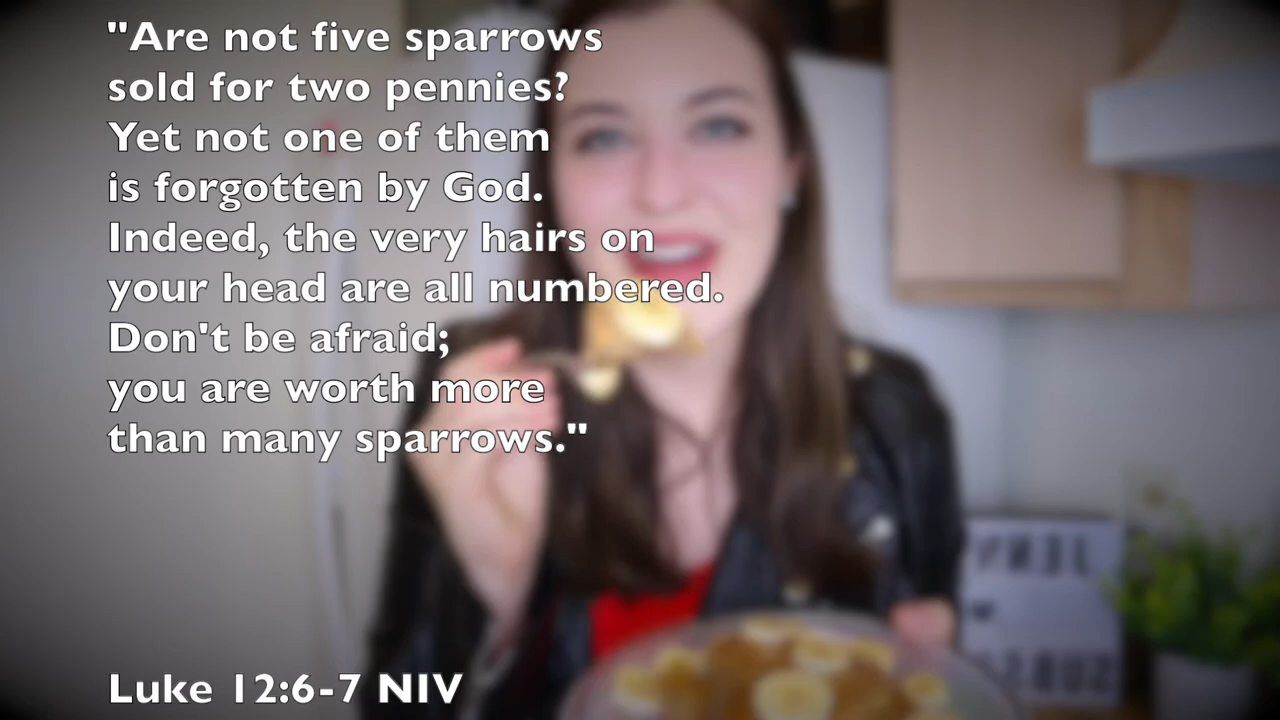 "Are not five sparrows
sold for two pennies?
Yet not one of them
is forgotten by God.
Indeed, the very hairs on
your head are all numbered.
Don't be afraid;
you are worth more
than many sparrows."
Luke 12:6-7 NIV